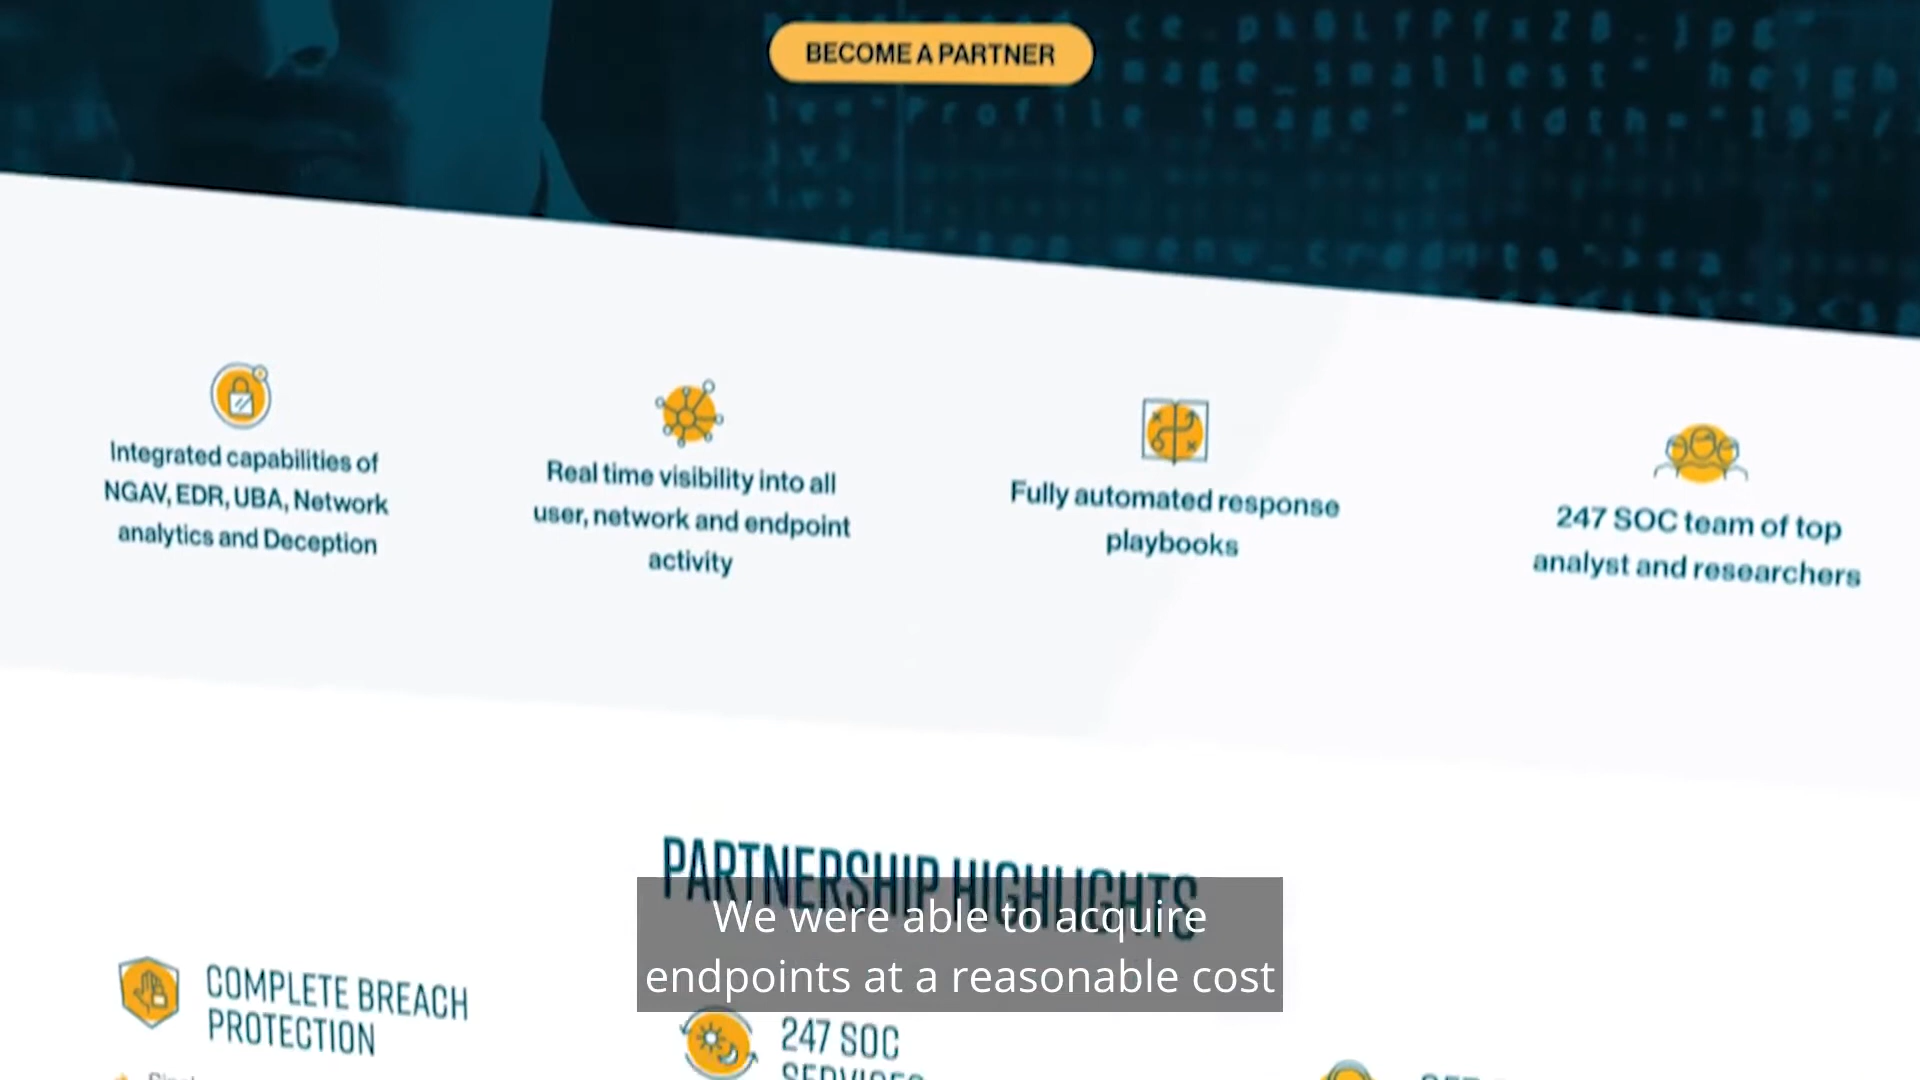 BECOME A PARTNER
Integrated capabilities of
NGAV, EDR, UBA, Network
analytics and Deception
Real time visibility into all
user, network and endpoint
activity
Fully automated response
playbooks
247 SOC team of top
analyst and researchers
PARTNERSHIP HIGHLIGHTS
We were able to acquire
endpoints at a reasonable cost
COMPLETE BREACH
PROTECTION
247 SOC
SERVICES